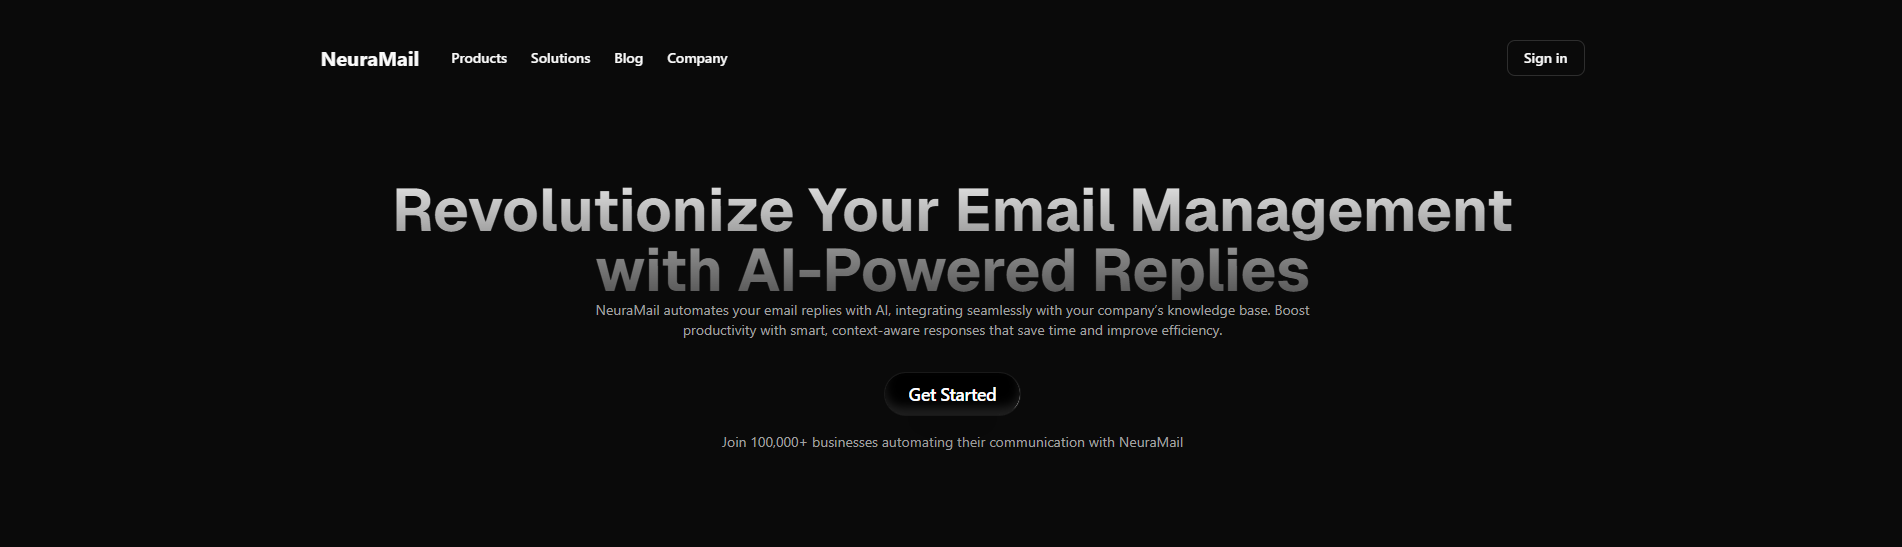 NeuraMail Products Solutions Blog Company Sign in
Revolutionize Your Email Management
with AI-Powered Replies
NeuraMail automates your email replies with AI, integrating seamlessly with your company’s knowledge base. Boost
productivity with smart, context-aware responses that save time and improve efficiency.
Get Started
Join 100,000+ businesses automating their communication with NeuraMail